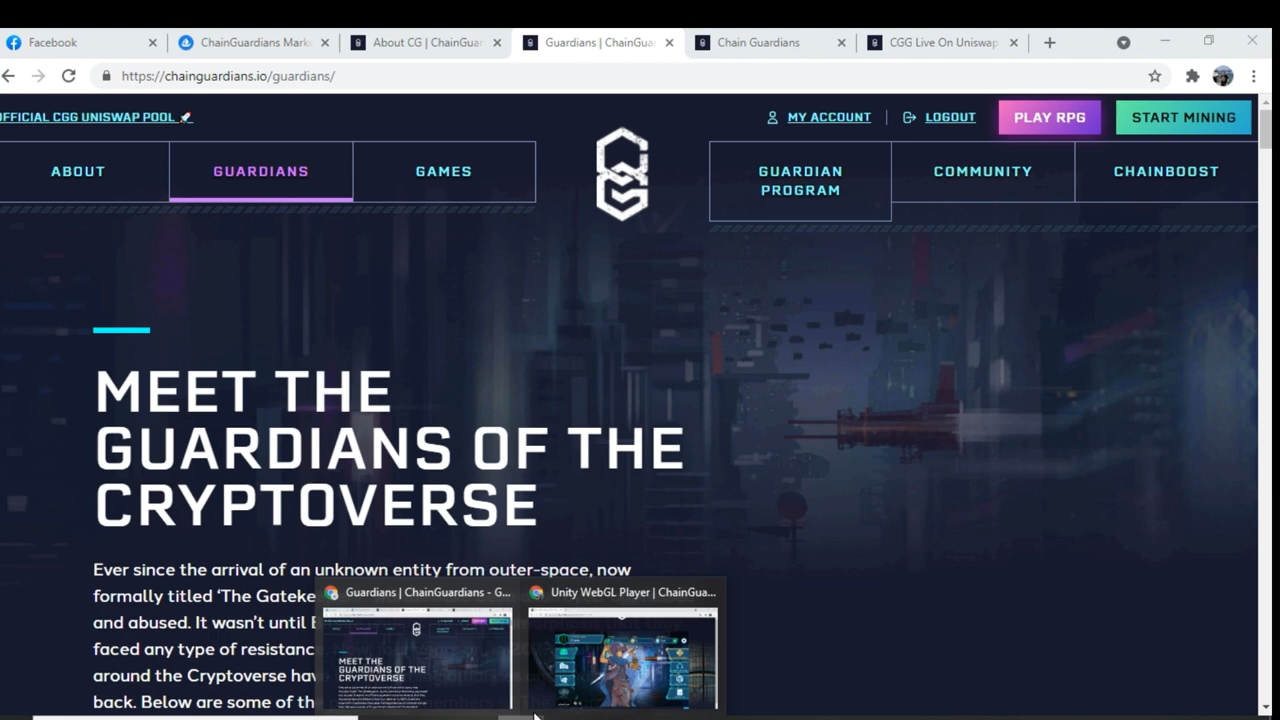 Facebook
ChainGuardians Mark
About CG | ChainGuar
Guardians | ChainGua
Chain Guardians
CGG Live On Uniswap
https://chainguardians.io/guardians/
OFFICIAL CGG UNISWAP POOL 🚀
MY ACCOUNT
LOGOUT
PLAY RPG
START MINING
ABOUT
GUARDIANS
GAMES
GUARDIAN
PROGRAM
COMMUNITY
CHAINBOOST
MEET THE
GUARDIANS OF THE
CRYPTOVERSE
Ever since the arrival of an unknown entity from outer-space, now
formally titled ‘The Gateke
and abused. It wasn’t until
faced any type of resistanc
around the Cryptoverse hav
low are some of th
Guardians | ChainGuardians - G...
Unity WebGL Player | ChainGua...
MEET THE
GUARDIANS OF THE
CRYPTOVERSE